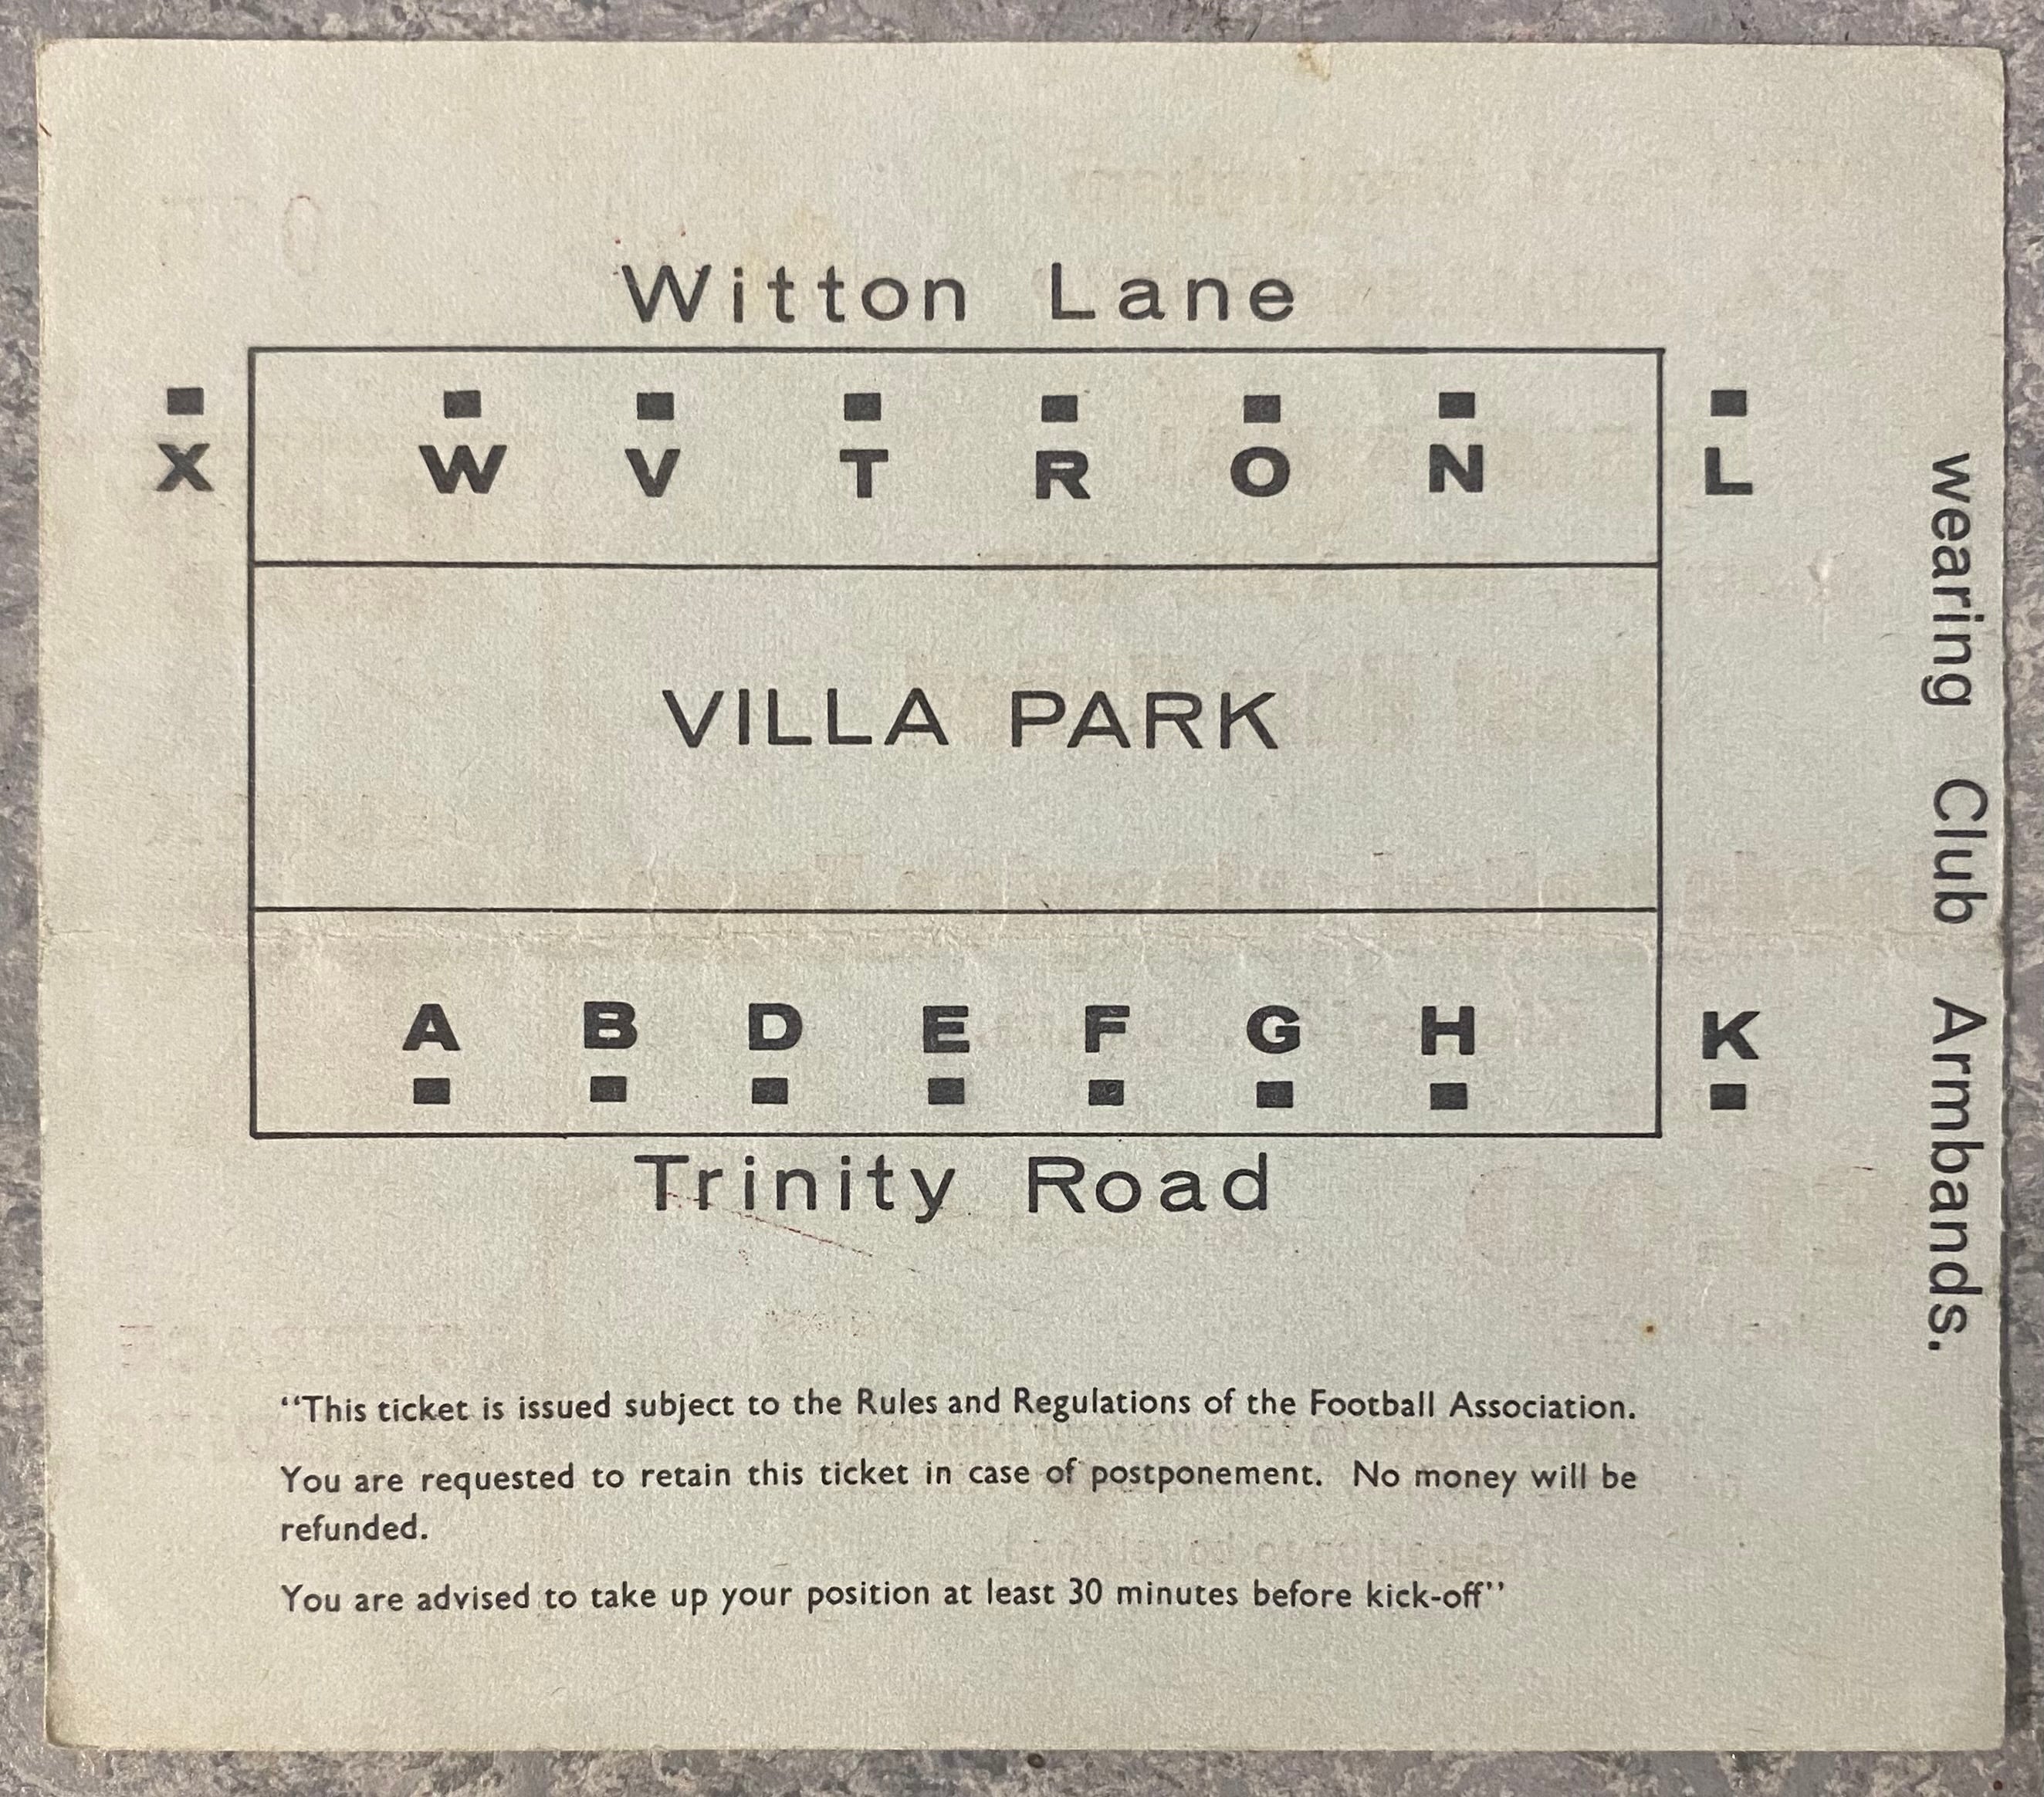 Witton Lane
X W V T R O N L
VILLA PARK
A B D E F G H K
Trinity Road
wearing Club Armbands.
“This ticket is issued subject to the Rules and Regulations of the Football Association.
You are requested to retain this ticket in case of postponement. No money will be
refunded.
You are advised to take up your position at least 30 minutes before kick-off”